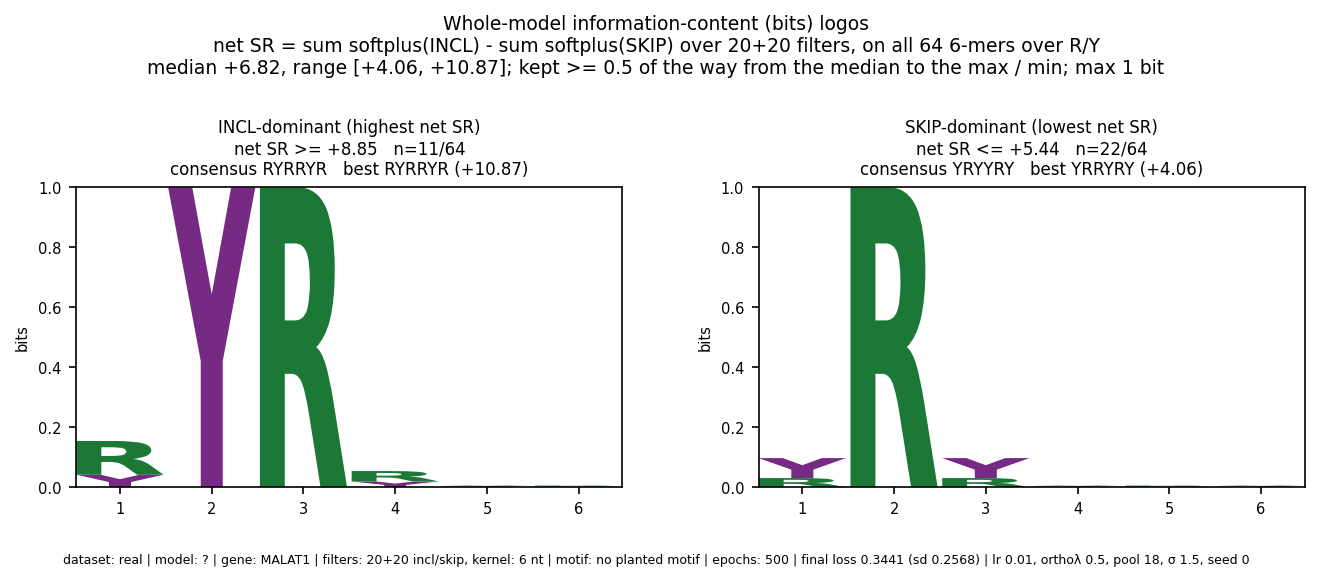 Whole-model information-content (bits) logos
net SR = sum softplus(INCL) - sum softplus(SKIP) over 20+20 filters, on all 64 6-mers over R/Y
median +6.82, range [+4.06, +10.87]; kept >= 0.5 of the way from the median to the max / min; max 1 bit
INCL-dominant (highest net SR)
net SR >= +8.85   n=11/64
consensus RYRRYR   best RYRRYR (+10.87)
bits
1.0
0.8
0.6
0.4
0.2
0.0
R
Y
Y
R
R
Y
1 2 3 4 5 6
SKIP-dominant (lowest net SR)
net SR <= +5.44   n=22/64
consensus YRYYRY   best YRRYRY (+4.06)
bits
1.0
0.8
0.6
0.4
0.2
0.0
Y
R
R
Y
R
1 2 3 4 5 6
dataset: real | model: ? | gene: MALAT1 | filters: 20+20 incl/skip, kernel: 6 nt | motif: no planted motif | epochs: 500 | final loss 0.3441 (sd 0.2568) | lr 0.01, orthoλ 0.5, pool 18, σ 1.5, seed 0